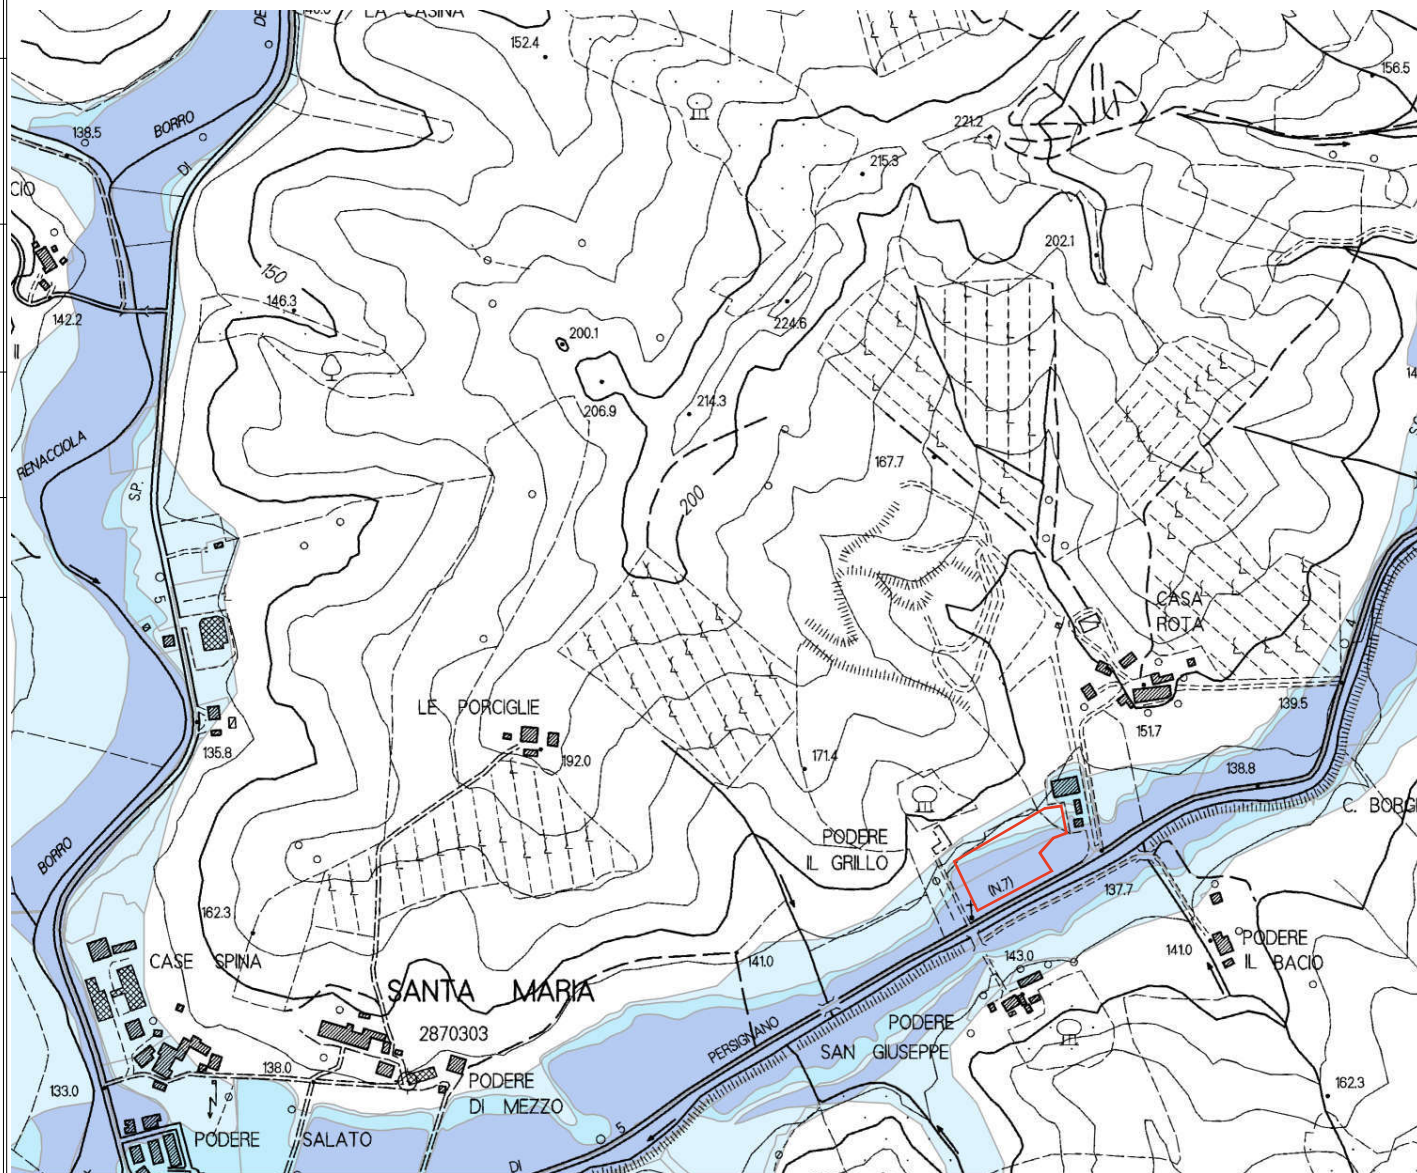 LA CASINA
152.4
156.5
138.5
BORRO
DI
221.2
215.3
CIO
202.1
150
146.3
142.2
200.1
224.6
206.9
214.3
RENACCIOLA
S.P.
167.7
200
5
CASA
ROTA
4
LE PORCIGLIE
139.5
135.8
192.0
171.4
151.7
138.8
PODERE
IL GRILLO
BORRO
(N.7)
137.7
162.3
CASE SPINA
141.0
143.0
141.0
PODERE
IL BACIO
SANTA MARIA
2870303
PERSIGNANO
PODERE
SAN GIUSEPPE
138.0
133.0
PODERE
DI MEZZO
162.3
PODERE SALATO
5
DI